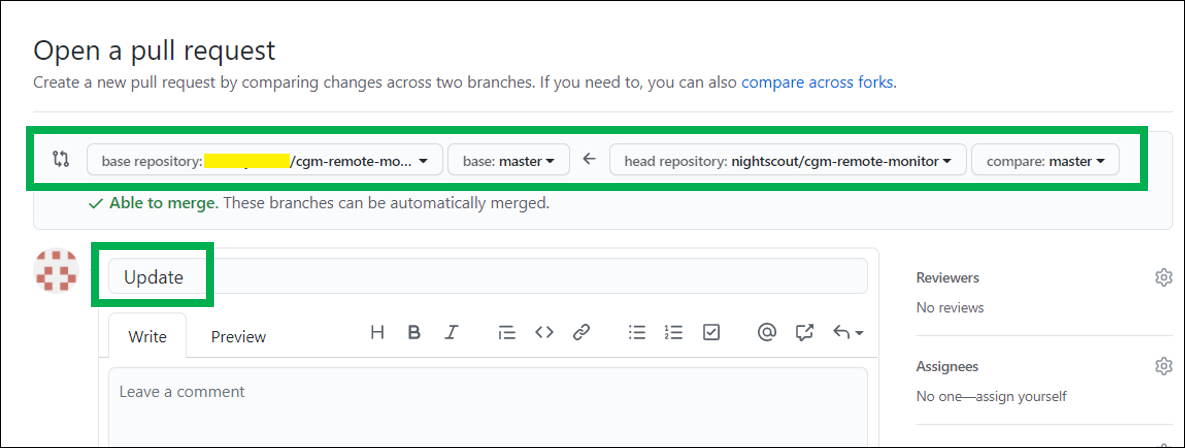 Open a pull request
Create a new pull request by comparing changes across two branches. If you need to, you can also compare across forks.
base repository: /cgm-remote-mo... base: master head repository: nightscout/cgm-remote-monitor compare: master
Able to merge. These branches can be automatically merged.
Update
Reviewers
No reviews
Write Preview
Assignees
No one—assign yourself
Leave a comment